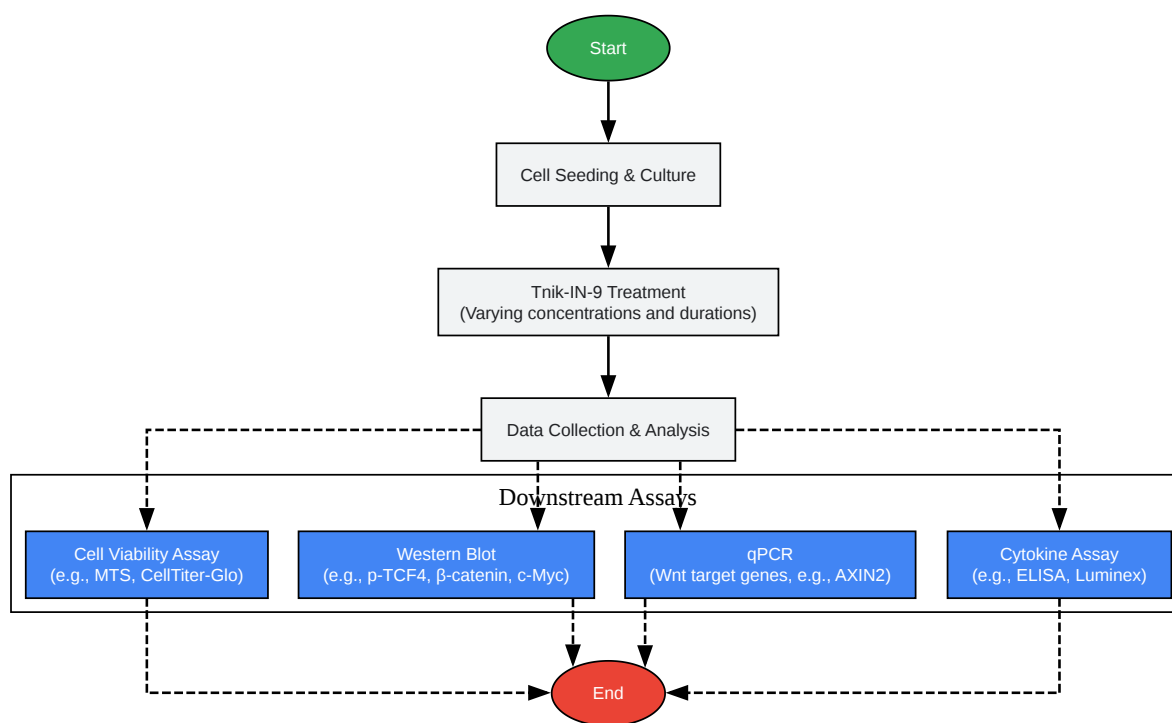 Start
Cell Seeding & Culture
Tnik-IN-9 Treatment
(Varying concentrations and durations)
Data Collection & Analysis
Downstream Assays
Cell Viability Assay
(e.g., MTS, CellTiter-Glo)
Western Blot
(e.g., p-TCF4, β-catenin, c-Myc)
qPCR
(Wnt target genes, e.g., AXIN2)
Cytokine Assay
(e.g., ELISA, Luminex)
End